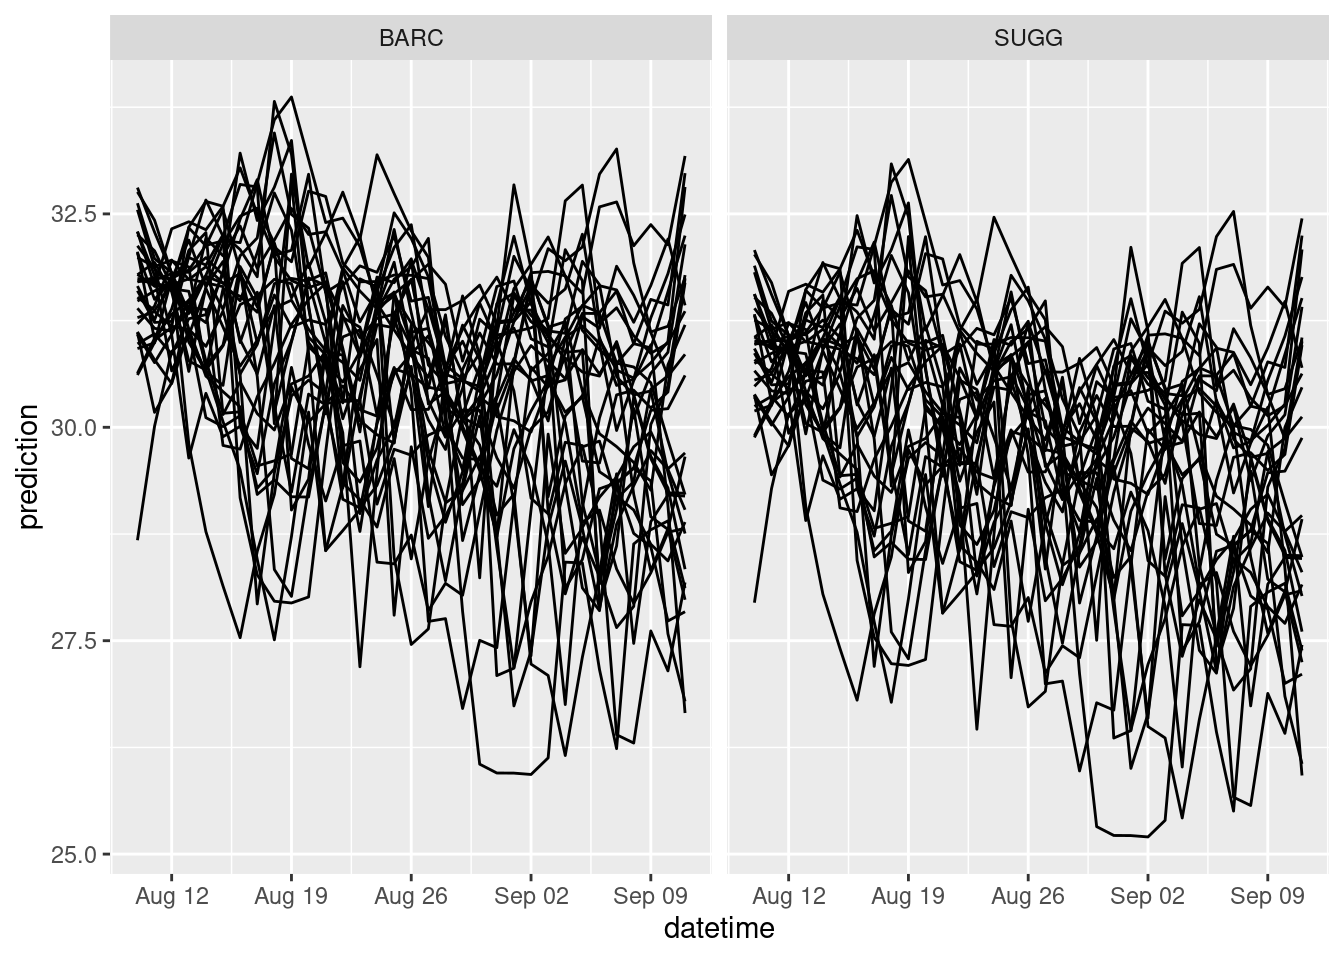 BARC SUGG
32.5
30.0
27.5
25.0
prediction
Aug 12 Aug 19 Aug 26 Sep 02 Sep 09 Aug 12 Aug 19 Aug 26 Sep 02 Sep 09
datetime